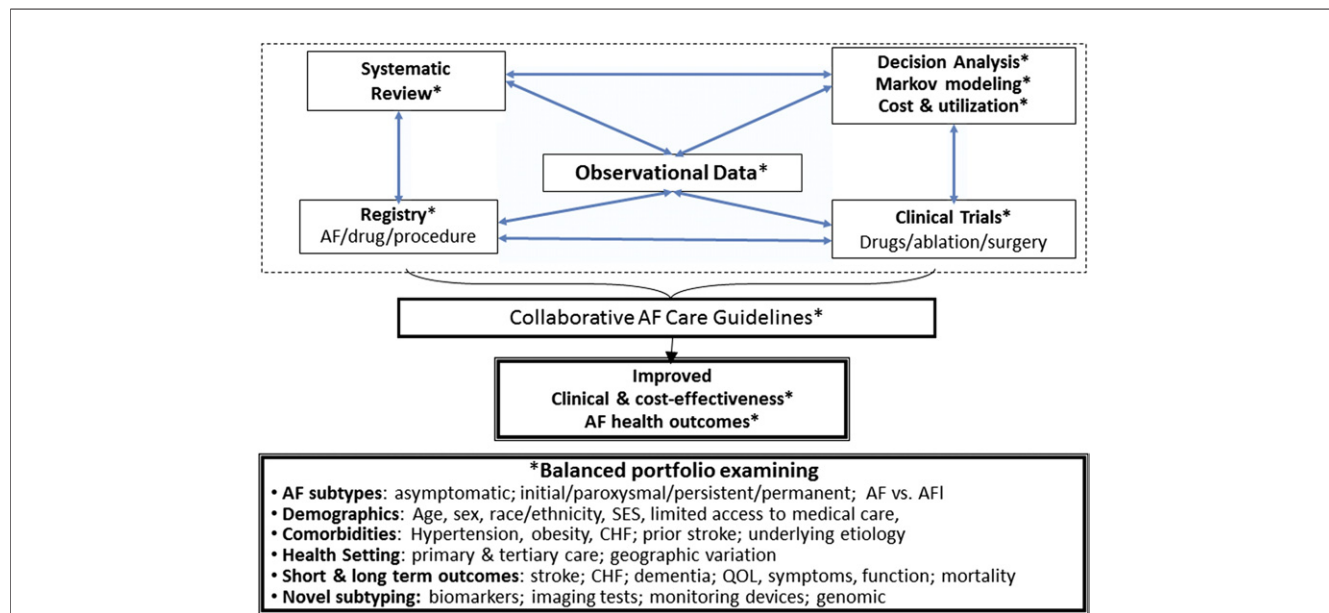 Systematic
Review*
Decision Analysis*
Markov modeling*
Cost & utilization*
Observational Data*
Registry*
AF/drug/procedure
Clinical Trials*
Drugs/ablation/surgery
Collaborative AF Care Guidelines*
Improved
Clinical & cost-effectiveness*
AF health outcomes*
*Balanced portfolio examining
• AF subtypes: asymptomatic; initial/paroxysmal/persistent/permanent; AF vs. AFl
• Demographics: Age, sex, race/ethnicity, SES, limited access to medical care,
• Comorbidities: Hypertension, obesity, CHF; prior stroke; underlying etiology
• Health Setting: primary & tertiary care; geographic variation
• Short & long term outcomes: stroke; CHF; dementia; QOL, symptoms, function; mortality
• Novel subtyping: biomarkers; imaging tests; monitoring devices; genomic